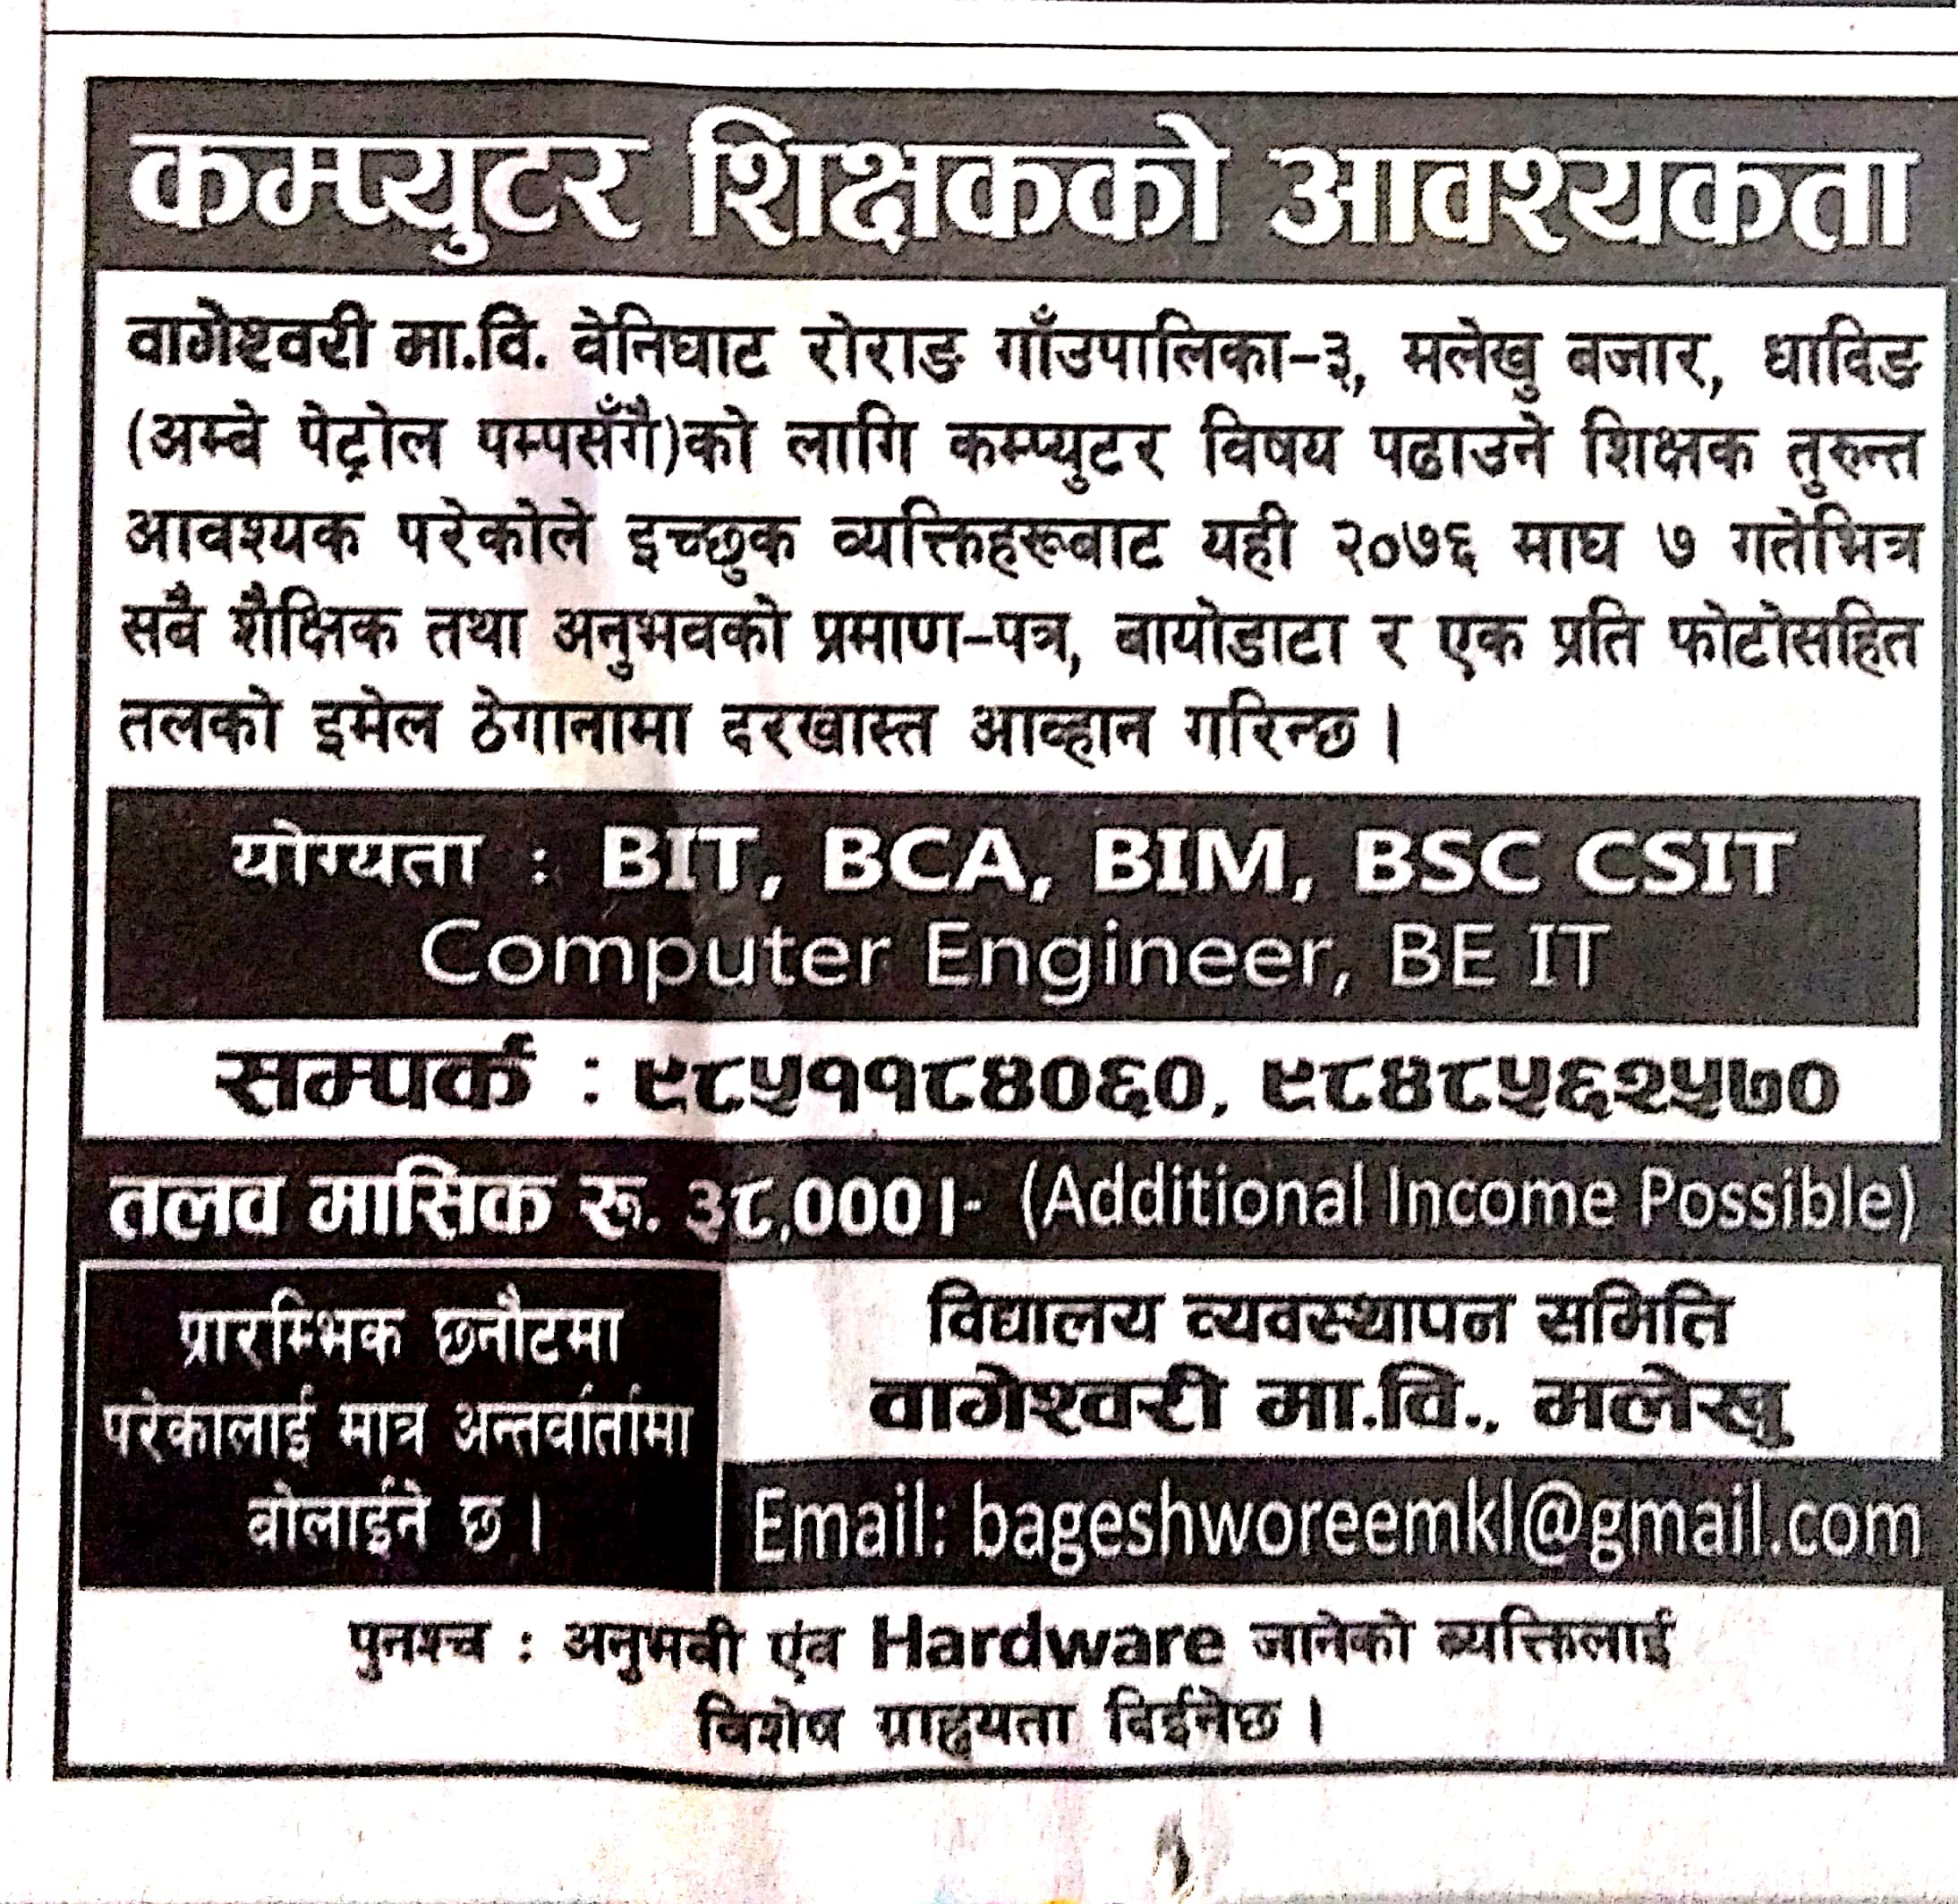 कम्प्युटर शिक्षकको आवश्यकता
वागेश्वरी मा.वि. वेनिघाट रोराङ गाँउपालिका-३, मलेखु बजार, धादिङ
(अम्बे पेट्रोल पम्पसँगै)को लागि कम्प्युटर विषय पढाउने शिक्षक तुरुन्त
आवश्यक परेकोले इच्छुक व्यक्तिहरूबाट यही २०७६ माघ ७ गतेभित्र
सबै शैक्षिक तथा अनुभवको प्रमाण-पत्र, बायोडाटा र एक प्रति फोटोसहित
तलको इमेल ठेगानामा दरखास्त आव्हान गरिन्छ ।
योग्यता : BIT, BCA, BIM, BSC CSIT
Computer Engineer, BE IT
सम्पर्क : ९८५११८४०६०, ९८४८५६२५७०
तलव मासिक रू. ३८,000।- (Additional Income Possible)
प्रारम्भिक छनौटमा
परेकालाई मात्र अन्तर्वार्तामा
बोलाईने छ ।
विद्यालय व्यवस्थापन समिति
वागेश्वरी मा.वि., मलेखु
Email: bageshworeemkl@gmail.com
पुनश्च : अनुभवी एंव Hardware जानेको व्यक्तिलाई
विशेष ग्राह्ययता दिईनेछ ।